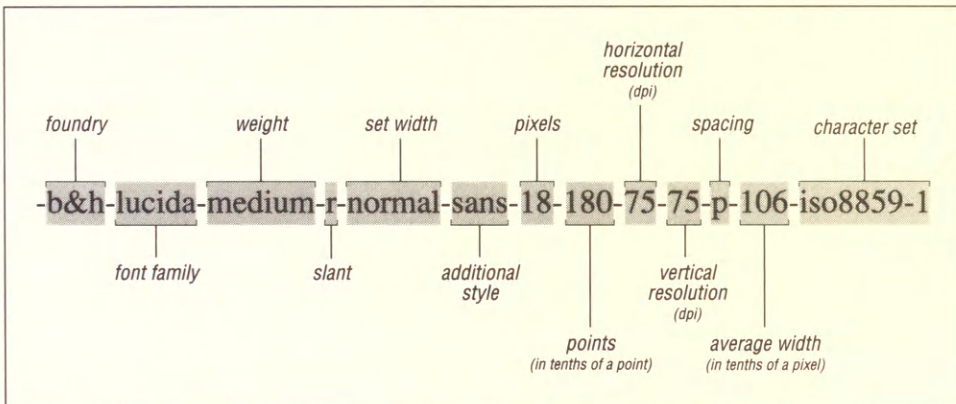 horizontal
resolution
(dpi)
foundry weight set width pixels spacing character set
-b&h-lucida-medium-r-normal-sans-18-180-75-75-p-106-iso8859-1
font family slant additional
style vertical
resolution
(dpi)
points
(in tenths of a point) average width
(in tenths of a pixel)